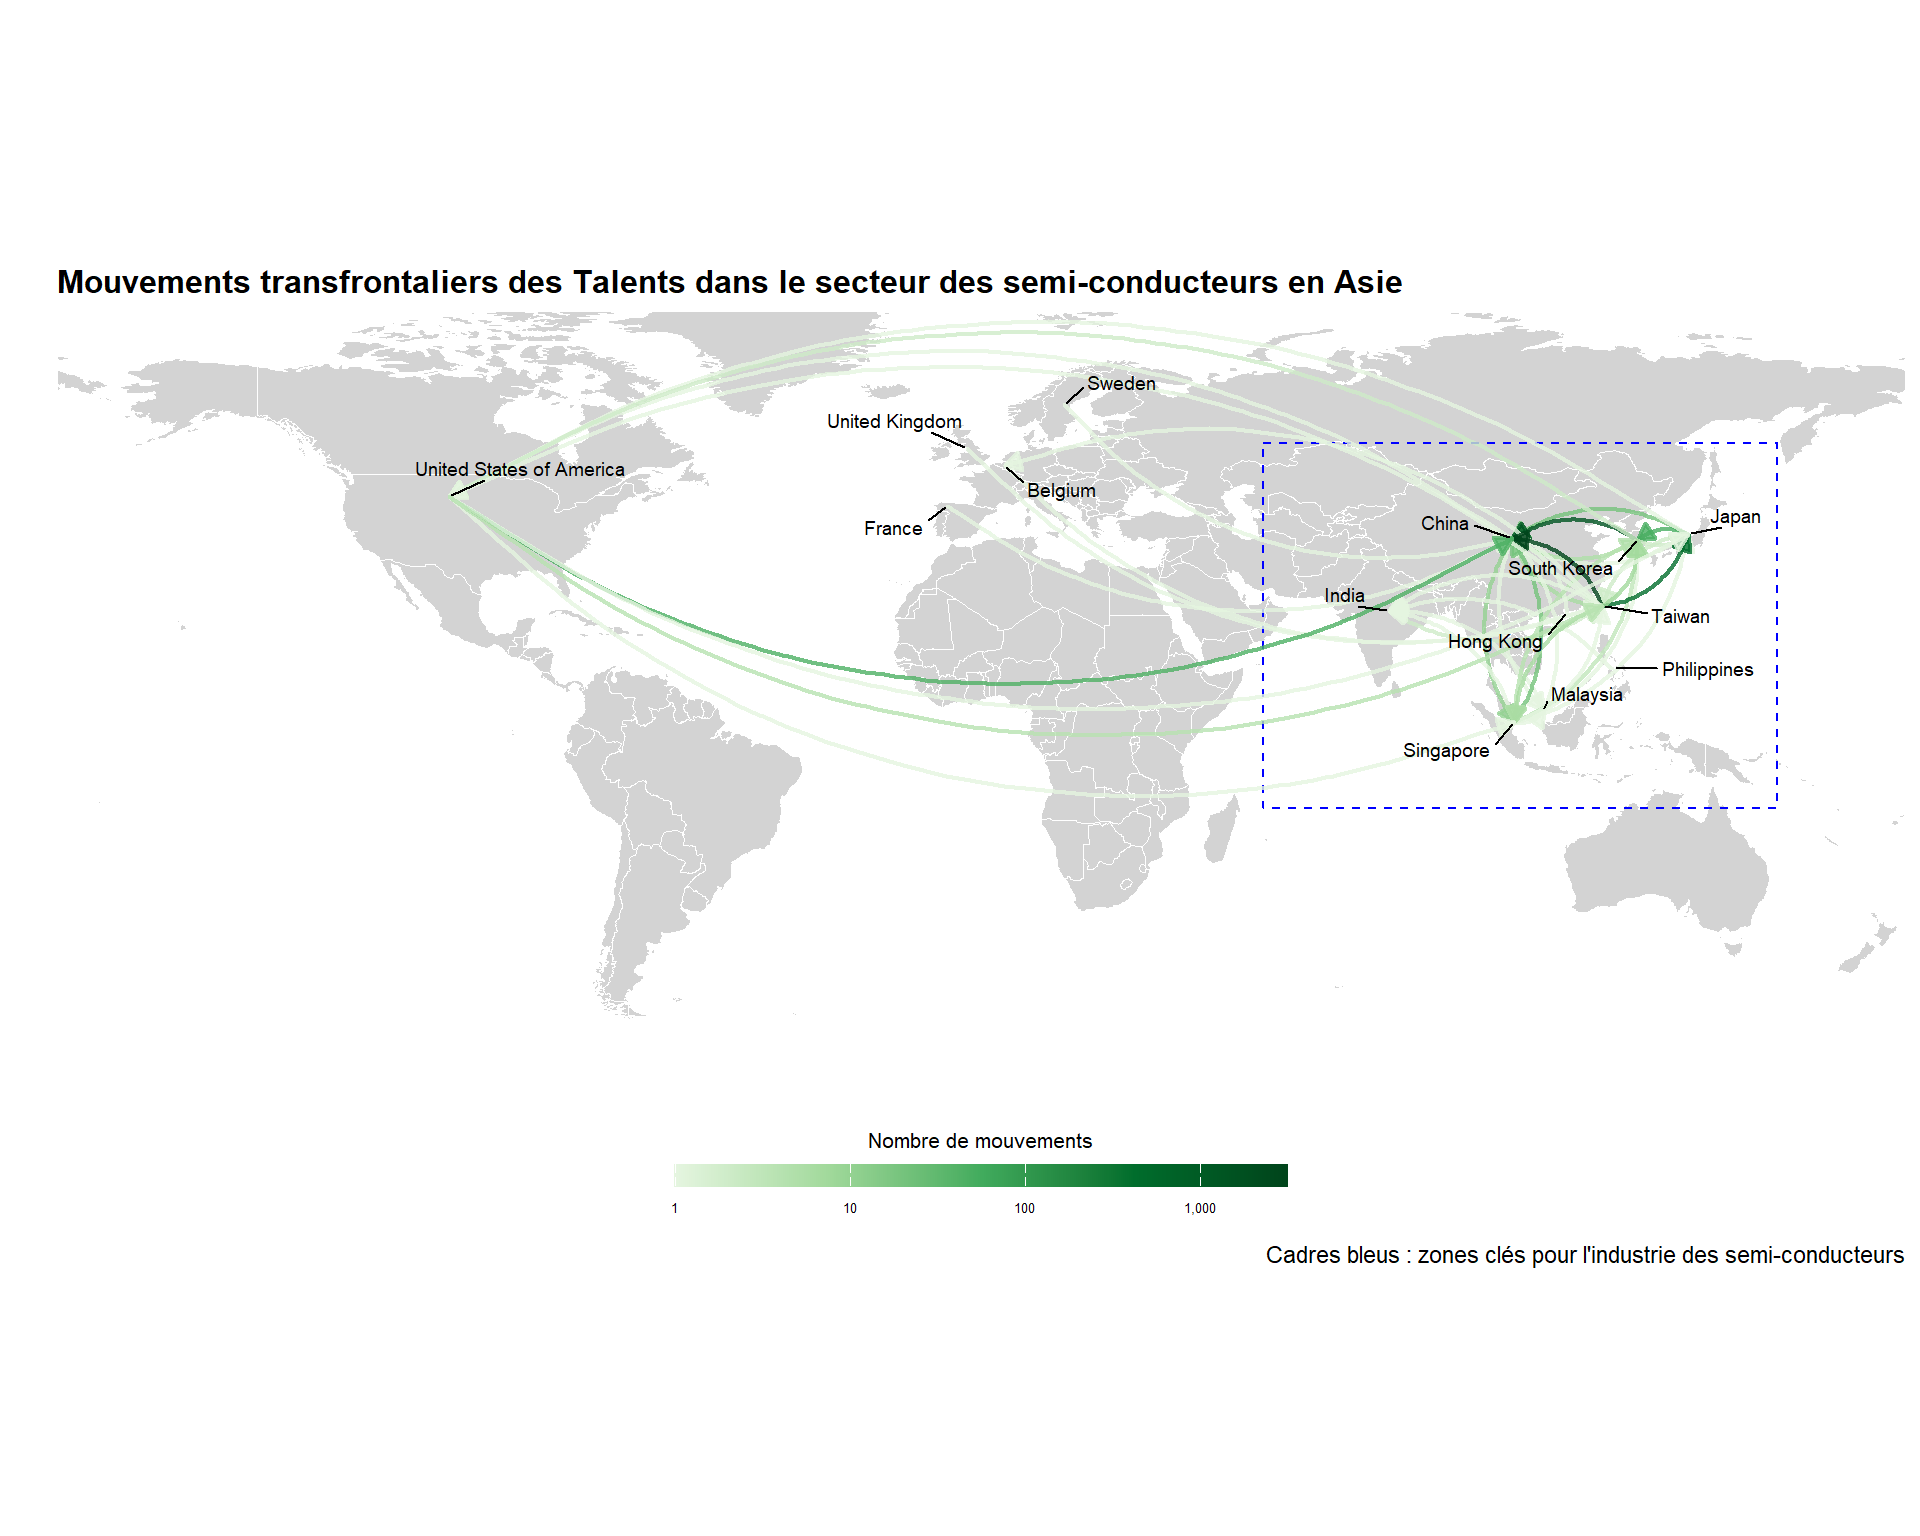 Mouvements transfrontaliers des Talents dans le secteur des semi-conducteurs en Asie
Sweden
United Kingdom
United States of America
Belgium
France
China
Japan
South Korea
India
Taiwan
Hong Kong
Philippines
Malaysia
Singapore
Nombre de mouvements
1 10 100 1,000
Cadres bleus : zones clés pour l'industrie des semi-conducteurs